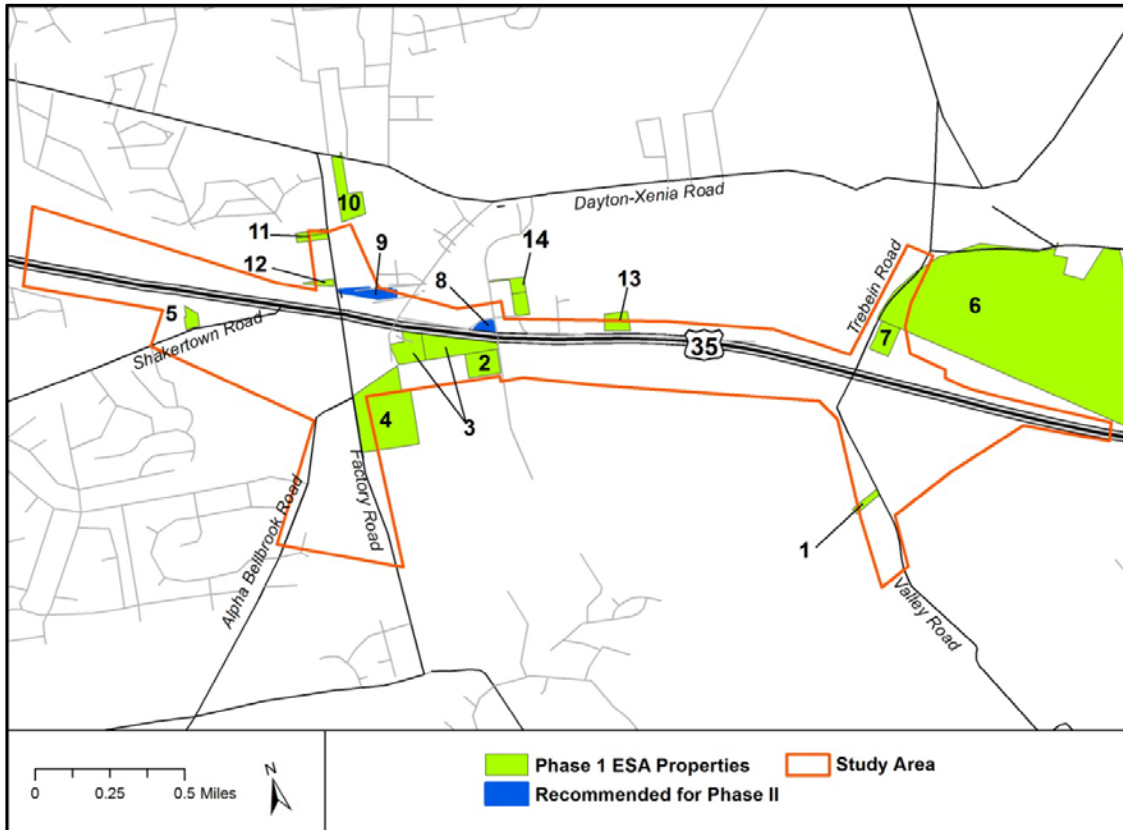 Dayton-Xenia Road
10
11
9
14
12
8
13
Trebein Road
6
5
Shakertown Road
35
7
2
3
4
Factory Road
Alpha Bellbrook Road
1
Valley Road
N
0 0.25 0.5 Miles
Phase 1 ESA Properties
Study Area
Recommended for Phase II